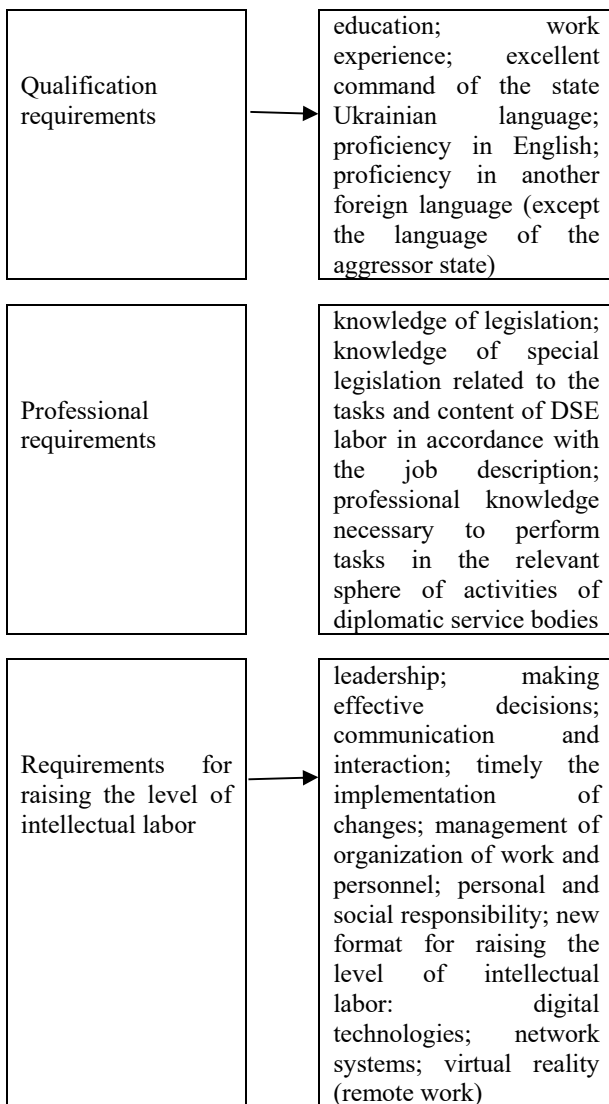 Qualification
requirements
education; work
experience; excellent
command of the state
Ukrainian language;
proficiency in English;
proficiency in another
foreign language (except
the language of the
aggressor state)
Professional
requirements
knowledge of legislation;
knowledge of special
legislation related to the
tasks and content of DSE
labor in accordance with
the job description;
professional knowledge
necessary to perform
tasks in the relevant
sphere of activities of
diplomatic service bodies
Requirements for
raising the level of
intellectual labor
leadership; making
effective decisions;
communication and
interaction; timely the
implementation of
changes; management of
organization of work and
personnel; personal and
social responsibility; new
format for raising the
level of intellectual
labor: digital
technologies; network
systems; virtual reality
(remote work)